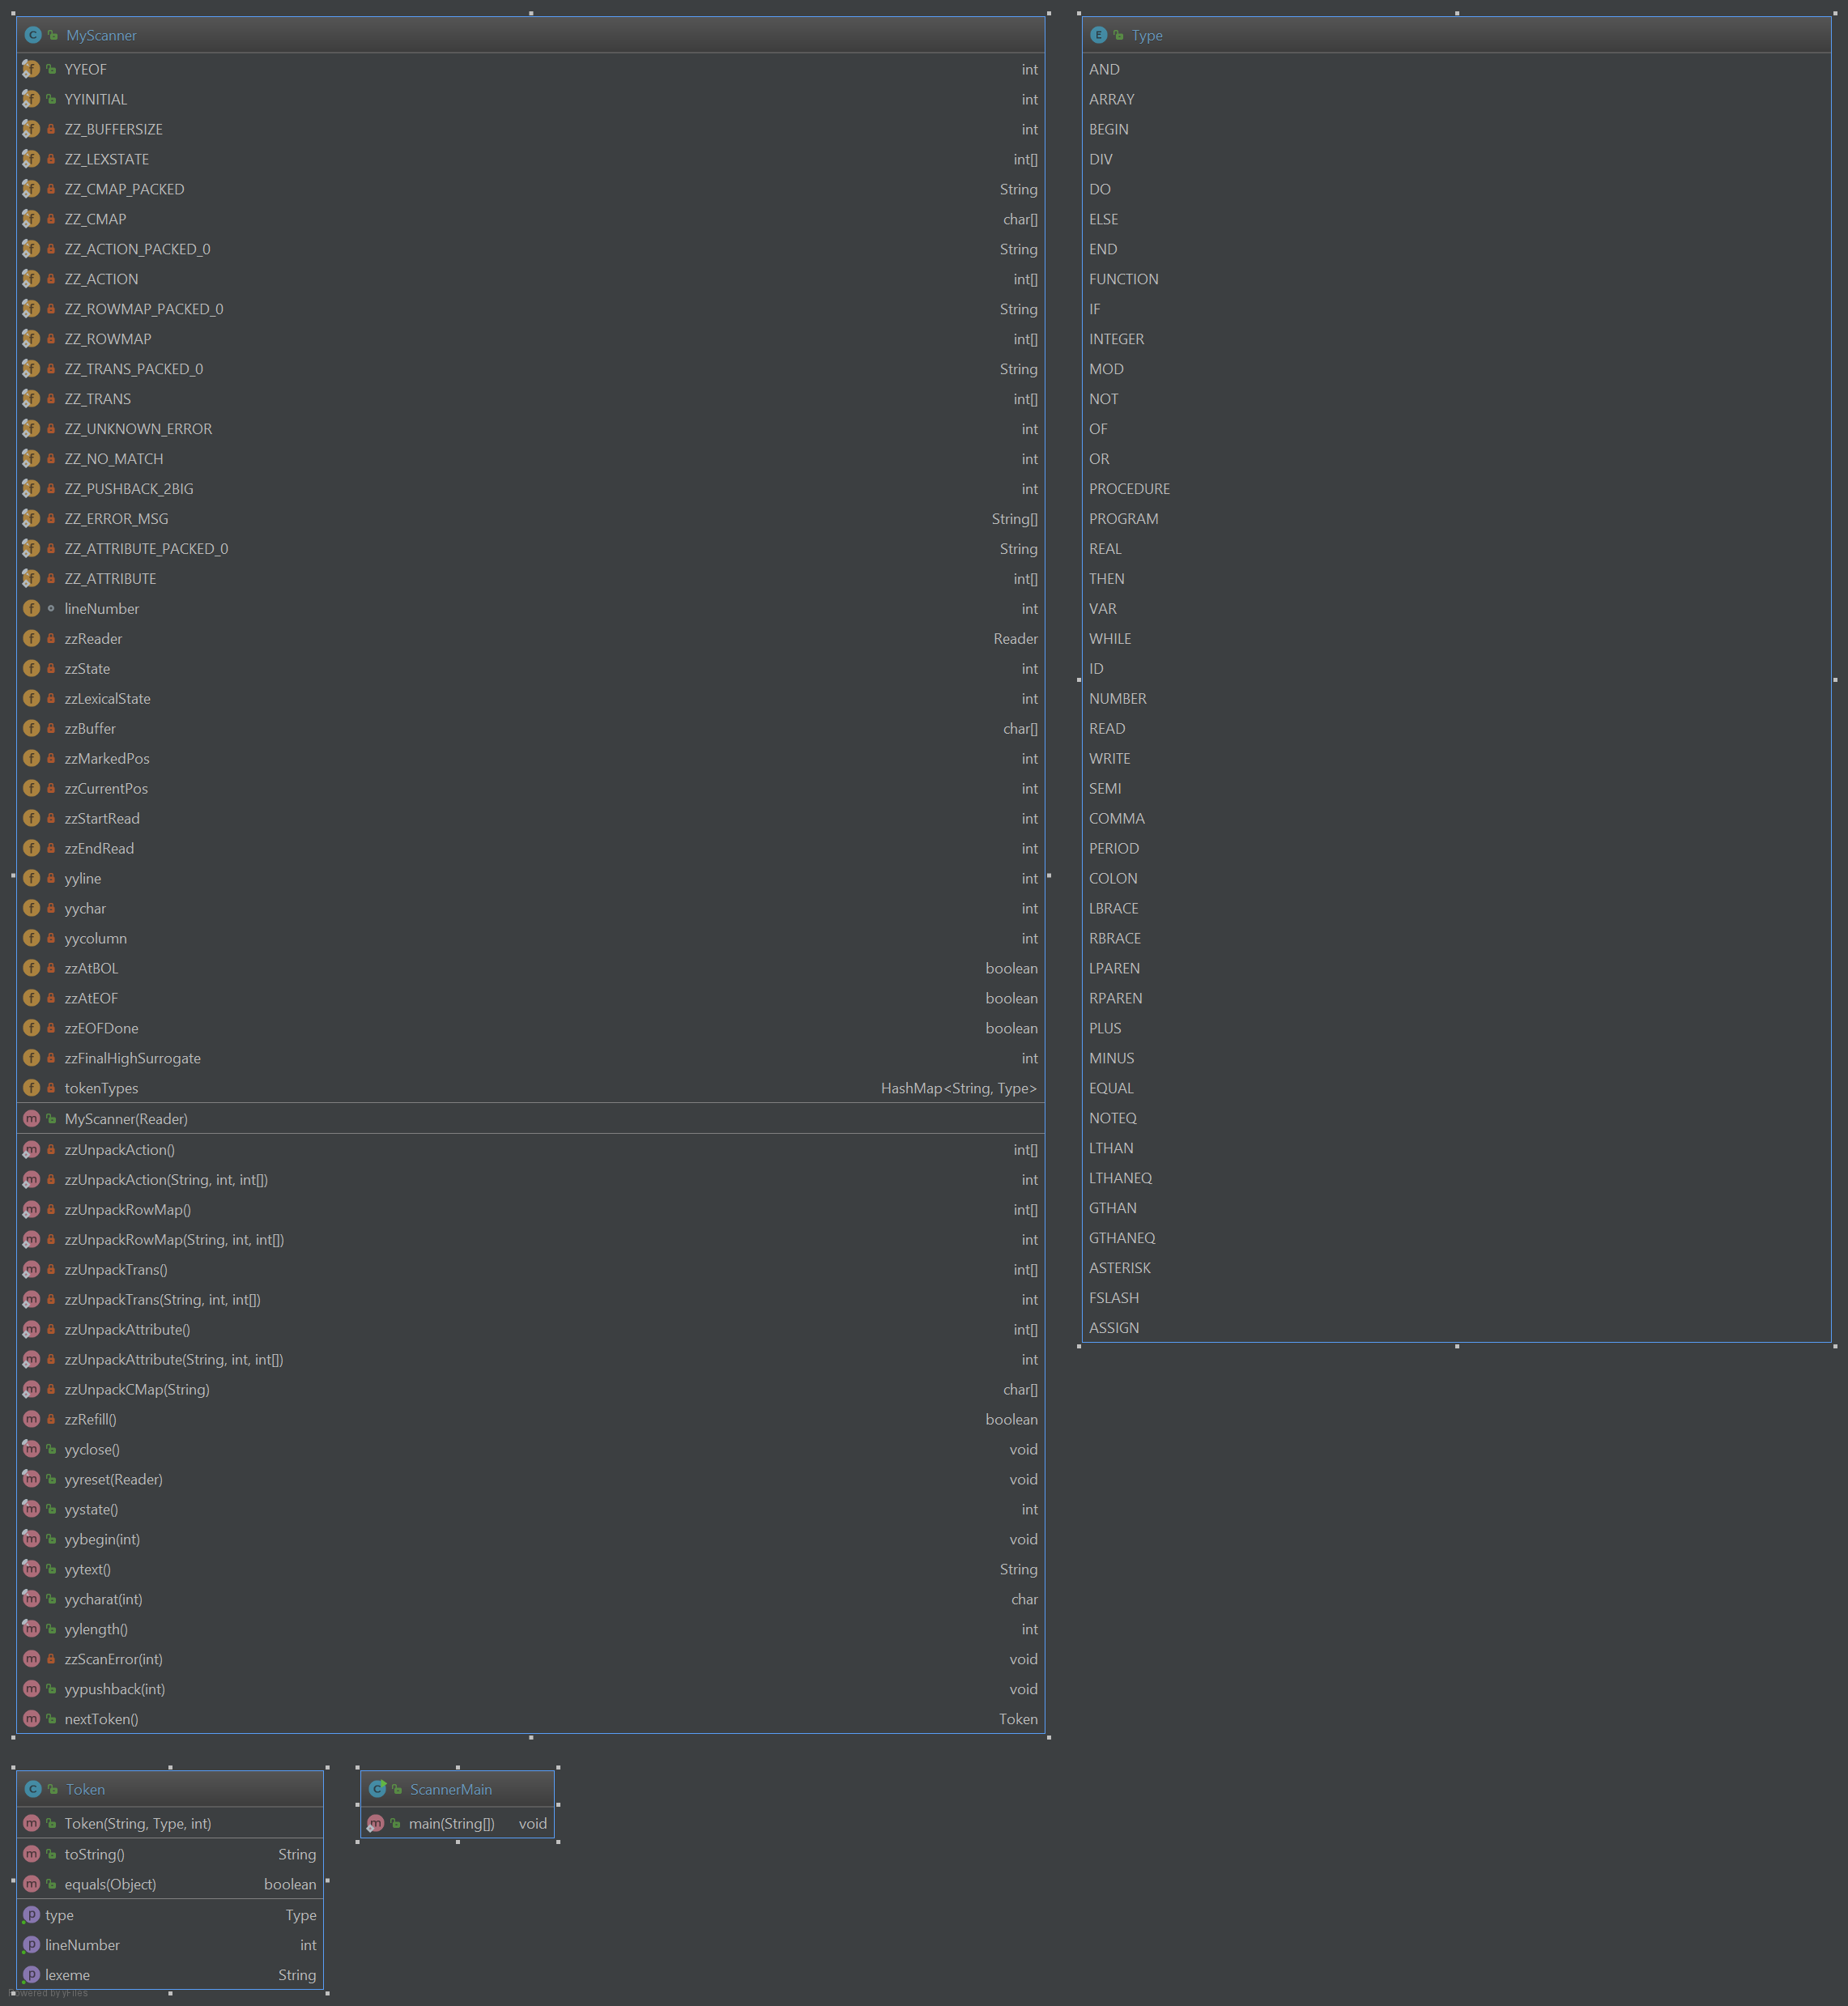 MyScanner
YYEOF int
YYINITIAL int
ZZ_BUFFERSIZE int
ZZ_LEXSTATE int[]
ZZ_CMAP_PACKED String
ZZ_CMAP char[]
ZZ_ACTION_PACKED_0 String
ZZ_ACTION int[]
ZZ_ROWMAP_PACKED_0 String
ZZ_ROWMAP int[]
ZZ_TRANS_PACKED_0 String
ZZ_TRANS int[]
ZZ_UNKNOWN_ERROR int
ZZ_NO_MATCH int
ZZ_PUSHBACK_2BIG int
ZZ_ERROR_MSG String[]
ZZ_ATTRIBUTE_PACKED_0 String
ZZ_ATTRIBUTE int[]
lineNumber int
zzReader Reader
zzState int
zzLexicalState int
zzBuffer char[]
zzMarkedPos int
zzCurrentPos int
zzStartRead int
zzEndRead int
yyline int
yychar int
yycolumn int
zzAtBOL boolean
zzAtEOF boolean
zzEOFDone boolean
zzFinalHighSurrogate int
tokenTypes HashMap<String, Type>
MyScanner(Reader)
zzUnpackAction() int[]
zzUnpackAction(String, int, int[]) int
zzUnpackRowMap() int[]
zzUnpackRowMap(String, int, int[]) int
zzUnpackTrans() int[]
zzUnpackTrans(String, int, int[]) int
zzUnpackAttribute() int[]
zzUnpackAttribute(String, int, int[]) int
zzUnpackCMap(String) char[]
zzRefill() boolean
yyclose() void
yyreset(Reader) void
yystate() int
yybegin(int) void
yytext() String
yycharat(int) char
yylength() int
zzScanError(int) void
yypushback(int) void
nextToken() Token
Type
AND
ARRAY
BEGIN
DIV
DO
ELSE
END
FUNCTION
IF
INTEGER
MOD
NOT
OF
OR
PROCEDURE
PROGRAM
REAL
THEN
VAR
WHILE
ID
NUMBER
READ
WRITE
SEMI
COMMA
PERIOD
COLON
LBRACE
RBRACE
LPAREN
RPAREN
PLUS
MINUS
EQUAL
NOTEQ
LTHAN
LTHANEQ
GTHAN
GTHANEQ
ASTERISK
FSLASH
ASSIGN
Token
Token(String, Type, int)
toString() String
equals(Object) boolean
type Type
lineNumber int
lexeme String
Powered by yFiles
ScannerMain
main(String[]) void